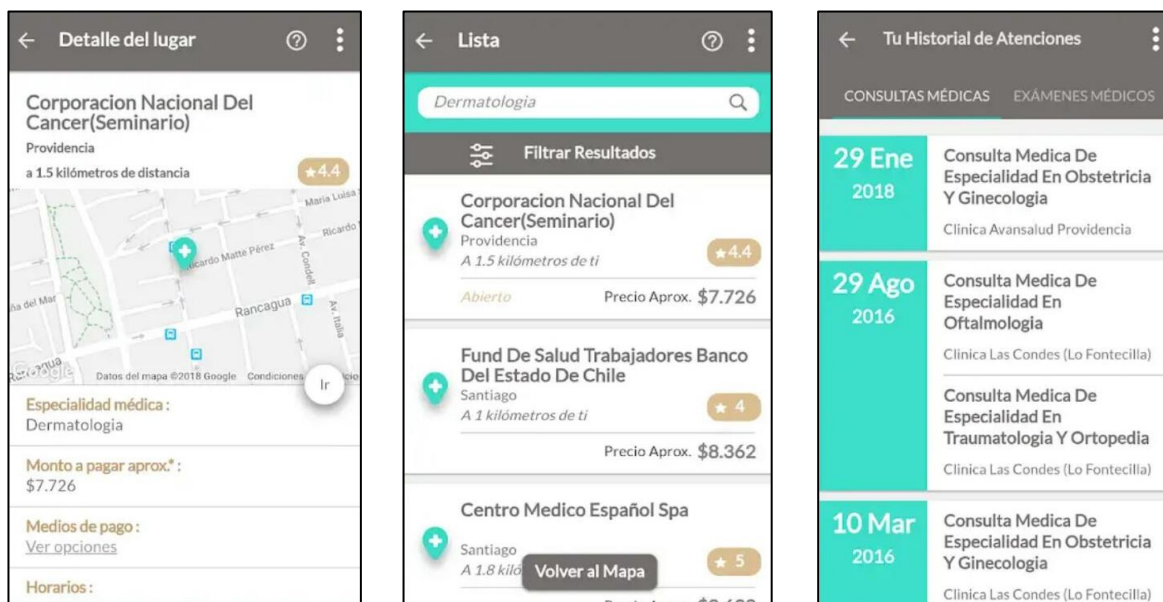 Detalle del lugar
Corporacion Nacional Del
Cancer(Seminario)
Providencia
a 1.5 kilómetros de distancia
★4.4
Maria Luisa
Ricardo
Ricardo Matte Pérez
Av. Condell
del Mar
Rancagua
Av. Italia
Google
Datos del mapa ©2018 Google
Condiciones
Ir
Especialidad médica :
Dermatologia
Monto a pagar aprox.* :
$7.726
Medios de pago :
Ver opciones
Horarios :
Lista
Dermatologia
Filtrar Resultados
Corporacion Nacional Del
Cancer(Seminario)
Providencia
A 1.5 kilómetros de ti
★4.4
Abierto
Precio Aprox. $7.726
Fund De Salud Trabajadores Banco
Del Estado De Chile
Santiago
A 1 kilómetros de ti
★ 4
Precio Aprox. $8.362
Centro Medico Español Spa
Santiago
A 1.8 kiló
★ 5
Volver al Mapa
Tu Historial de Atenciones
CONSULTAS MÉDICAS EXÁMENES MÉDICOS
29 Ene
2018
Consulta Medica De
Especialidad En Obstetricia
Y Ginecologia
Clinica Avansalud Providencia
29 Ago
2016
Consulta Medica De
Especialidad En
Oftalmologia
Clinica Las Condes (Lo Fontecilla)
Consulta Medica De
Especialidad En
Traumatologia Y Ortopedia
Clinica Las Condes (Lo Fontecilla)
10 Mar
2016
Consulta Medica De
Especialidad En Obstetricia
Y Ginecologia
Clinica Las Condes (Lo Fontecilla)